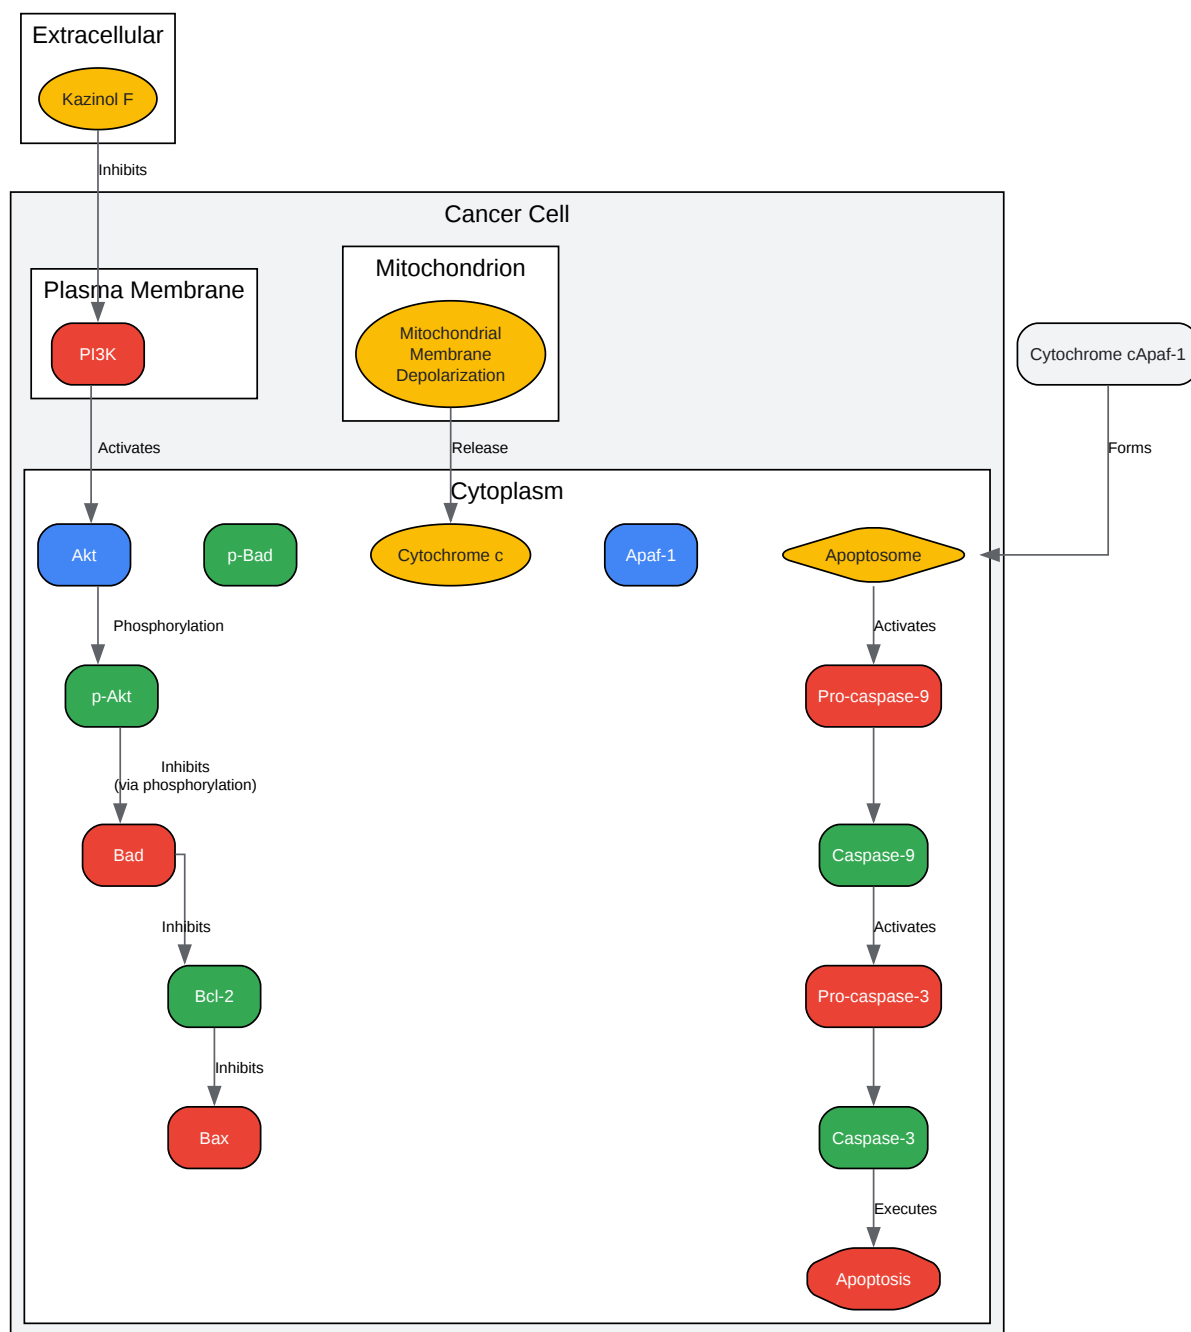 Extracellular
Kazinol F
Inhibits
Cancer Cell
Plasma Membrane
Mitochondrion
PI3K
Mitochondrial
Membrane
Depolarization
Cytochrome cApaf-1
Activates
Release
Forms
Cytoplasm
Akt
p-Bad
Cytochrome c
Apaf-1
Apoptosome
Phosphorylation
Activates
p-Akt
Pro-caspase-9
Inhibits
(via phosphorylation)
Bad
Caspase-9
Inhibits
Activates
Bcl-2
Pro-caspase-3
Inhibits
Bax
Caspase-3
Executes
Apoptosis